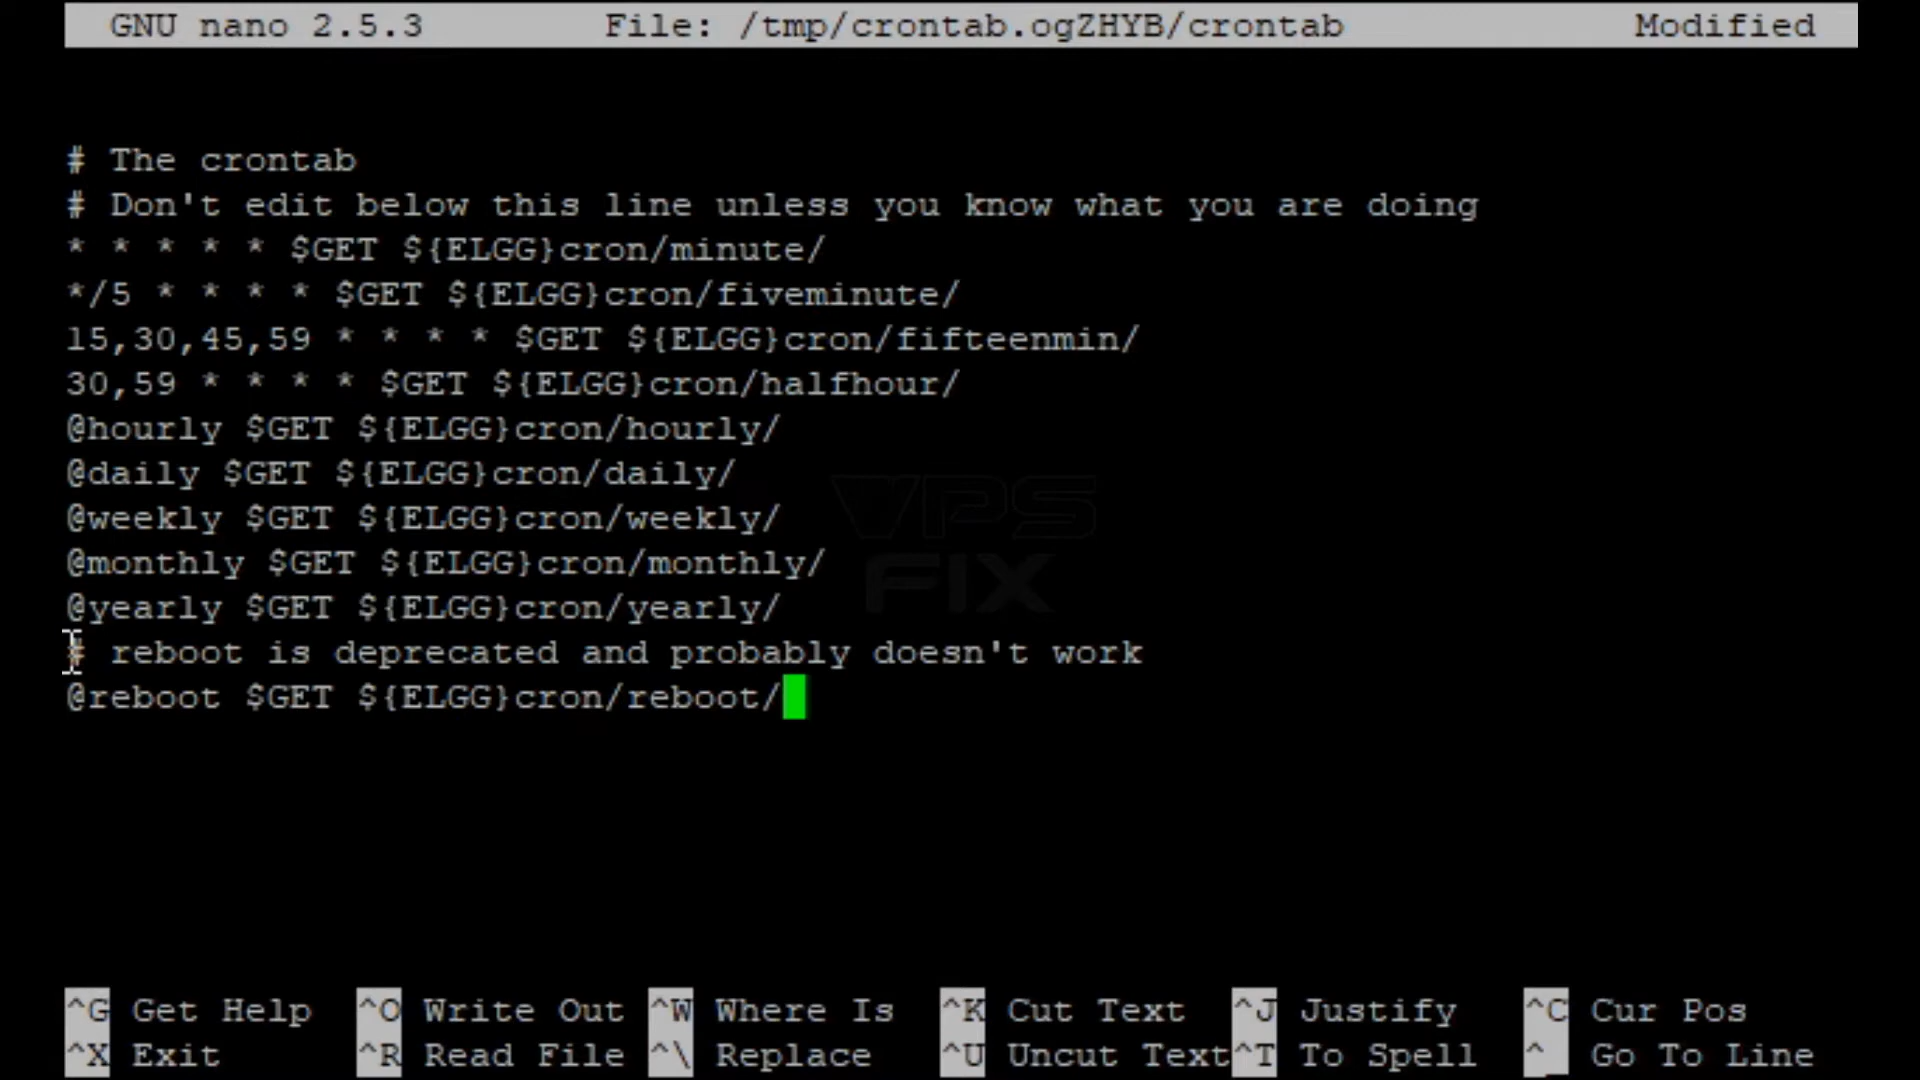 GNU nano 2.5.3 File: /tmp/crontab.ogZHYB/crontab Modified
# The crontab
# Don't edit below this line unless you know what you are doing
* * * * * $GET ${ELGG}cron/minute/
*/5 * * * * $GET ${ELGG}cron/fiveminute/
15,30,45,59 * * * * $GET ${ELGG}cron/fifteenmin/
30,59 * * * * $GET ${ELGG}cron/halfhour/
@hourly $GET ${ELGG}cron/hourly/
@daily $GET ${ELGG}cron/daily/
@weekly $GET ${ELGG}cron/weekly/
@monthly $GET ${ELGG}cron/monthly/
@yearly $GET ${ELGG}cron/yearly/
# reboot is deprecated and probably doesn't work
@reboot $GET ${ELGG}cron/reboot/
VPS
FIX
^G Get Help ^O Write Out ^W Where Is ^K Cut Text ^J Justify ^C Cur Pos
^X Exit ^R Read File ^\ Replace ^U Uncut Text ^T To Spell ^_ Go To Line